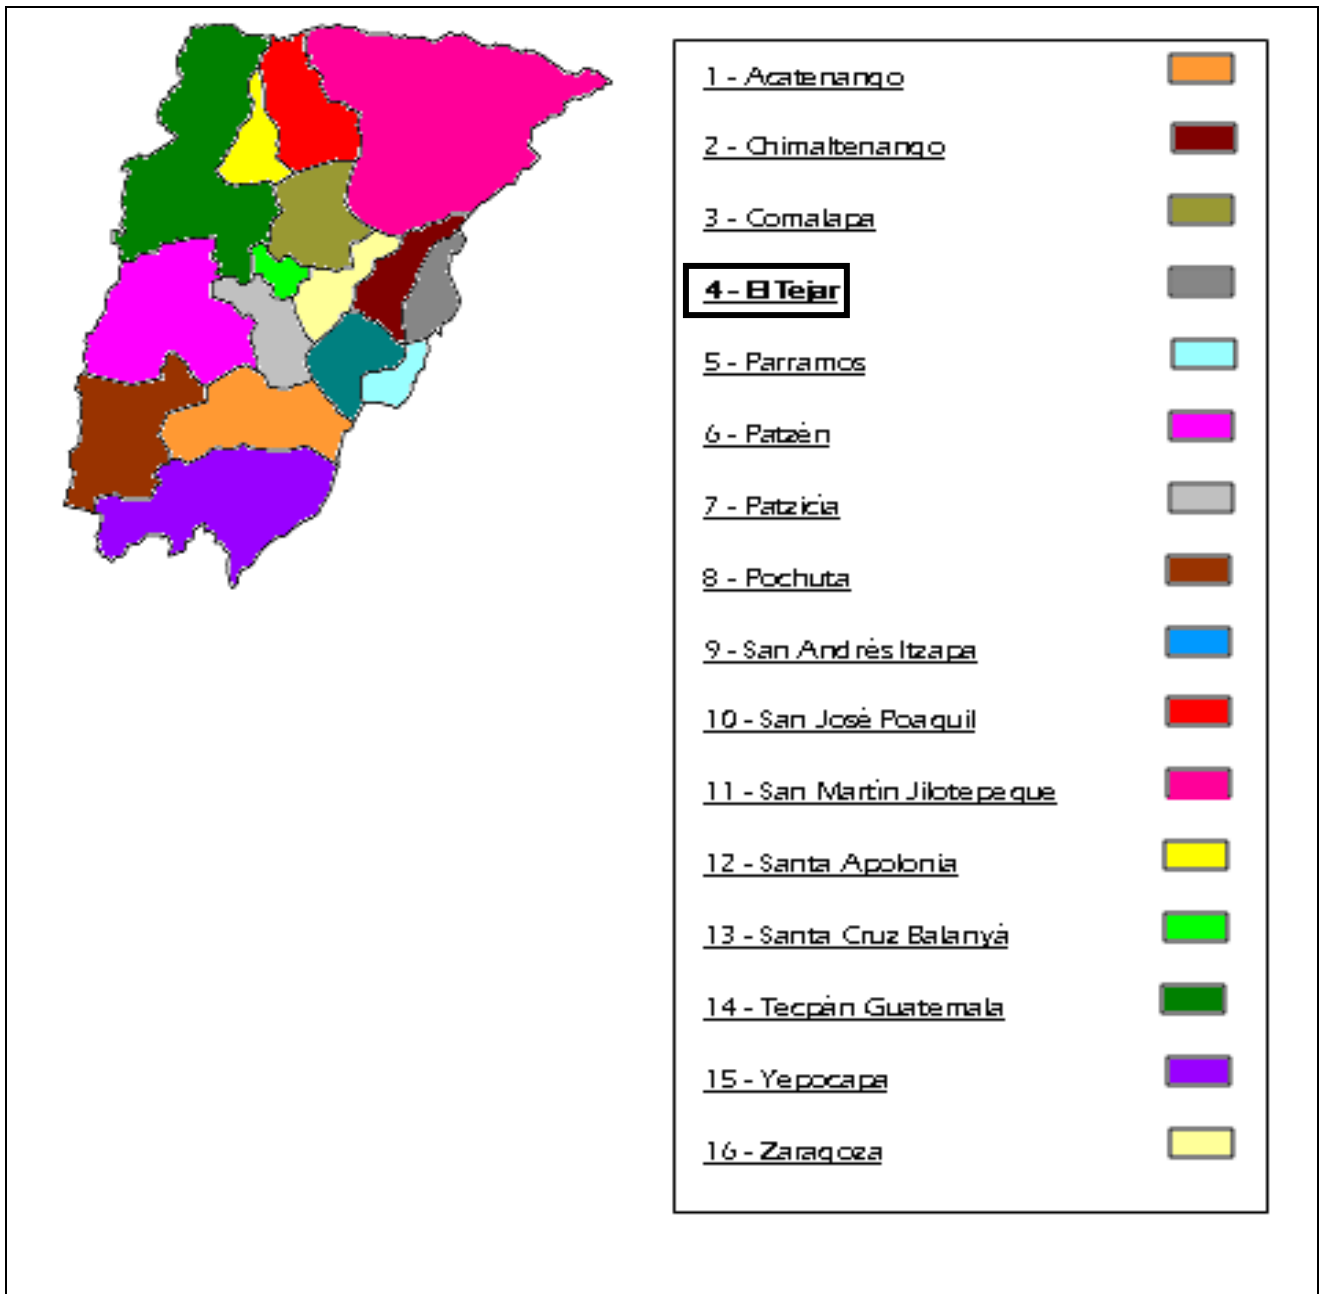 1 - Acatenango
2 - Chimaltenango
3 - Comalapa
4 - El Tejar
5 - Parramos
6 - Patzén
7 - Patzicia
8 - Pochuta
9 - San Andrés Itzapa
10 - San José Poaquil
11 - San Martín Jilotepeque
12 - Santa Apolonia
13 - Santa Cruz Balanyá
14 - Tecpán Guatemala
15 - Yepocapa
16 - Zaragoza